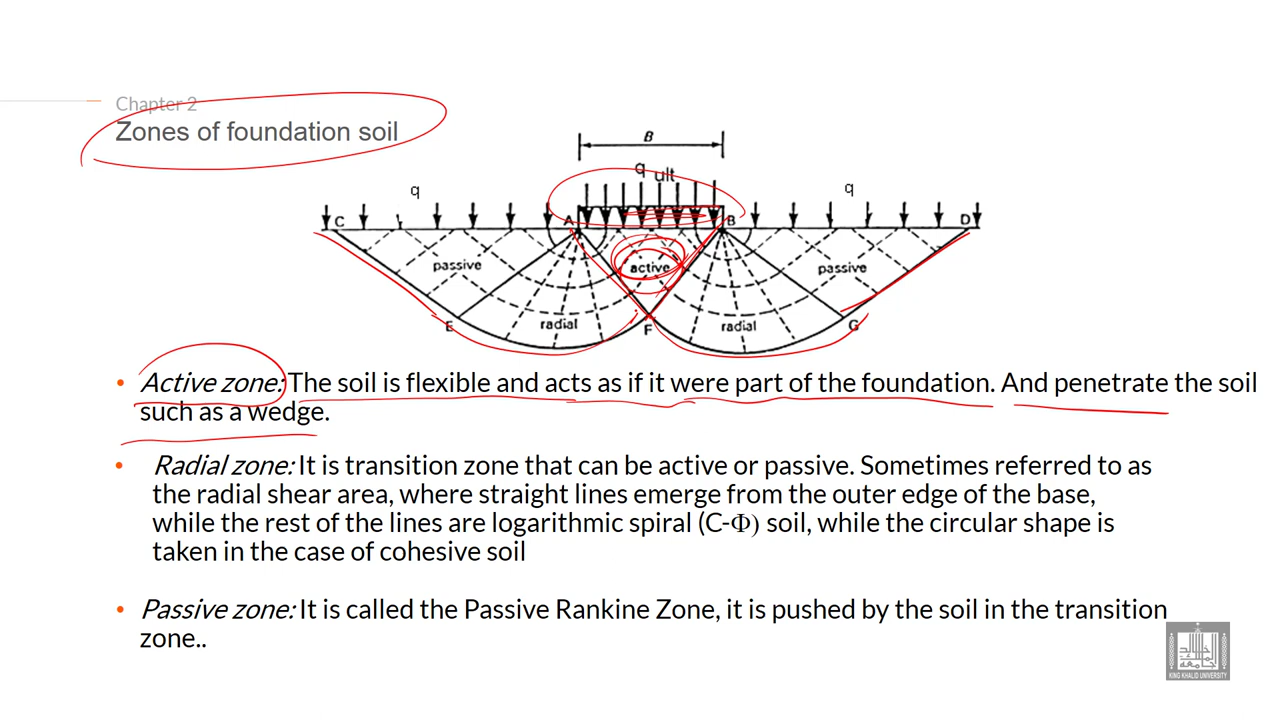 Chapter 2
Zones of foundation soil
B
q ult
q
q
C
A
B
D
passive
active
passive
radial
radial
E
F
G
• Active zone: The soil is flexible and acts as if it were part of the foundation. And penetrate the soil
such as a wedge.
• Radial zone: It is transition zone that can be active or passive. Sometimes referred to as
the radial shear area, where straight lines emerge from the outer edge of the base,
while the rest of the lines are logarithmic spiral (C-Φ) soil, while the circular shape is
taken in the case of cohesive soil
• Passive zone: It is called the Passive Rankine Zone, it is pushed by the soil in the transition
zone..
KING KHALID UNIVERSITY